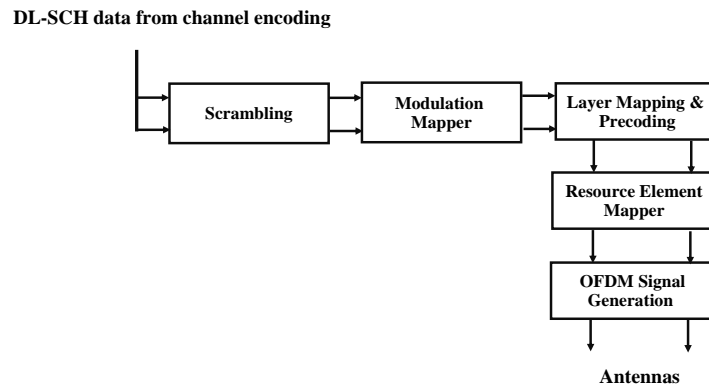 DL-SCH data from channel encoding
Scrambling
Modulation
Mapper
Layer Mapping &
Precoding
Resource Element
Mapper
OFDM Signal
Generation
Antennas